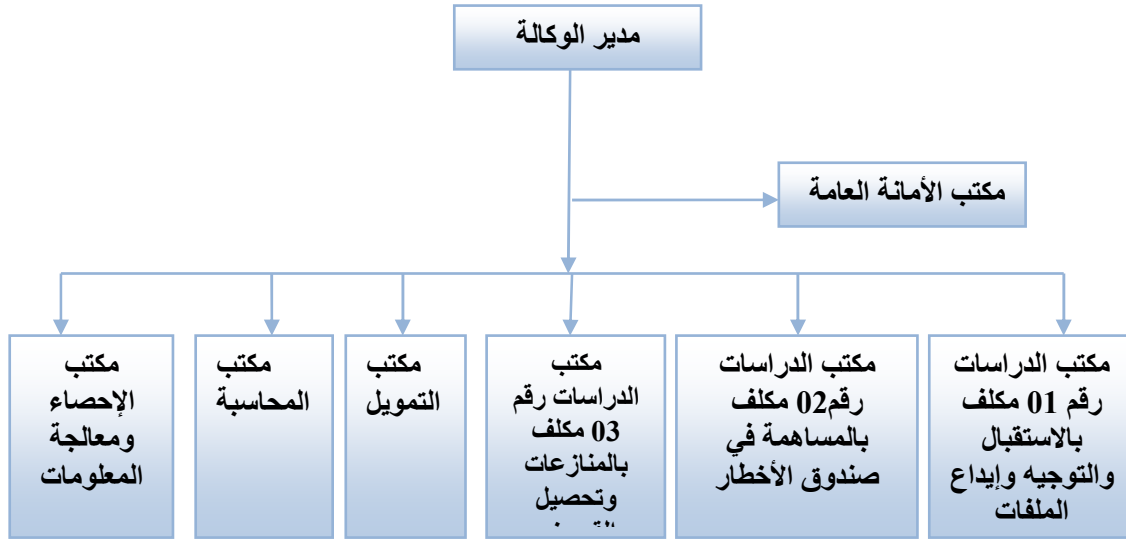 مدير الوكالة
مكتب الأمانة العامة
مكتب الدراسات
رقم 01 مكلف
بالاستقبال
والتوجيه وإيداع
الملفات
مكتب الدراسات
رقم02 مكلف
بالمساهمة في
صندوق الأخطار
مكتب
الدراسات رقم
03 مكلف
بالمنازعات
وتحصيل
مكتب
التمويل
مكتب
المحاسبة
مكتب
الإحصاء
ومعالجة
المعلومات